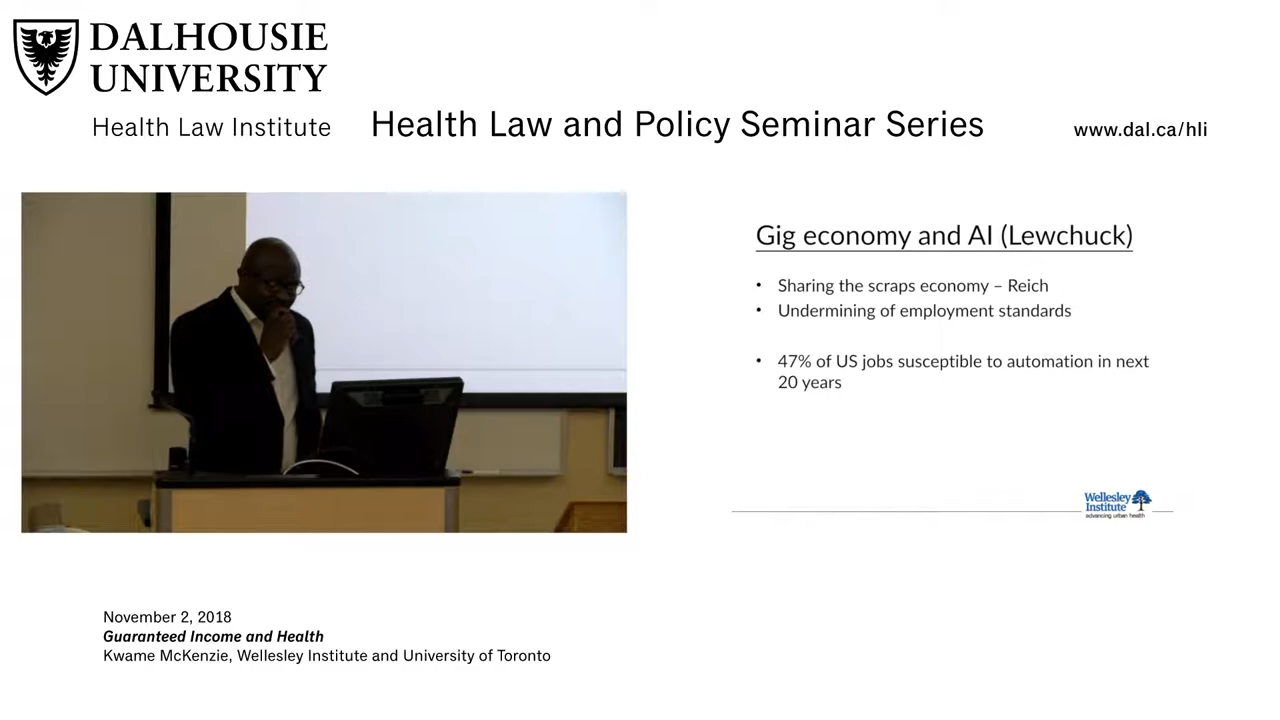 DALHOUSIE
UNIVERSITY
Health Law Institute
Health Law and Policy Seminar Series
www.dal.ca/hli
Gig economy and AI (Lewchuck)
• Sharing the scraps economy – Reich
• Undermining of employment standards
• 47% of US jobs susceptible to automation in next
20 years
Wellesley
Institute
advancing urban health
November 2, 2018
Guaranteed Income and Health
Kwame McKenzie, Wellesley Institute and University of Toronto